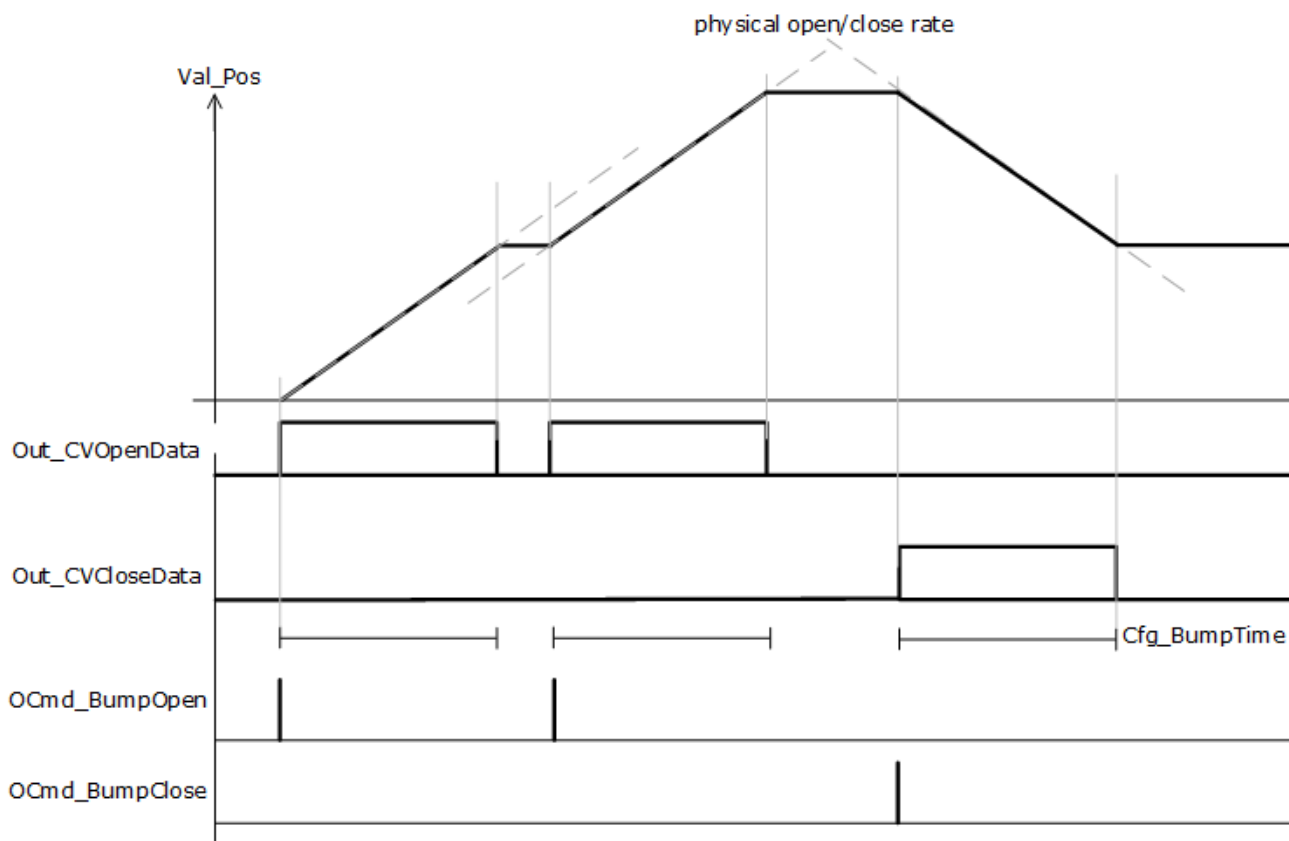 physical open/close rate
Val_Pos
Out_CVOpenData
Out_CVCloseData
Cfg_BumpTime
OCmd_BumpOpen
OCmd_BumpClose